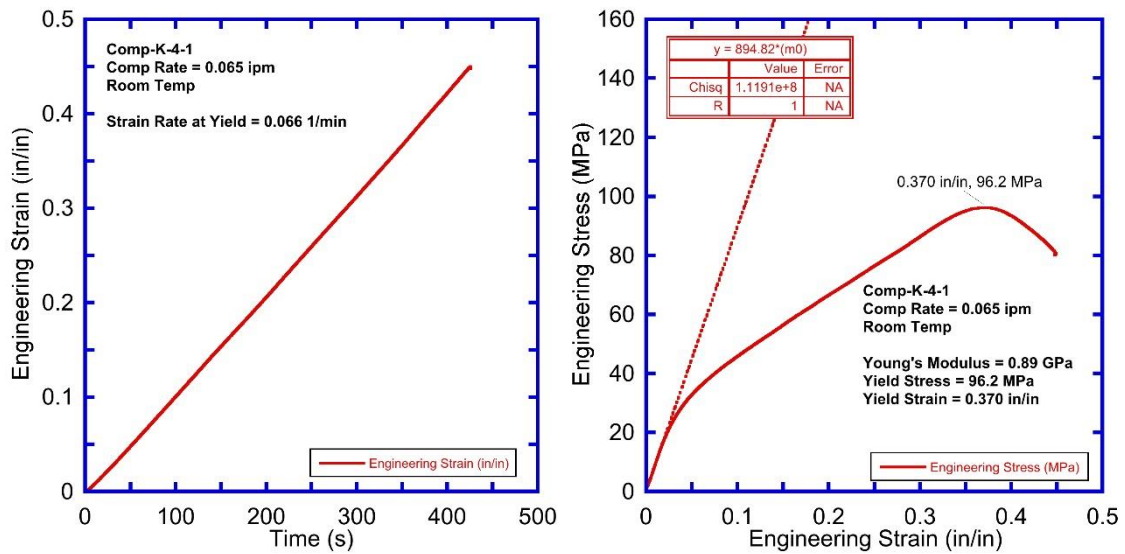 0.5
0.4
0.3
0.2
0.1
0
Engineering Strain (in/in)
Comp-K-4-1
Comp Rate = 0.065 ipm
Room Temp
Strain Rate at Yield = 0.066 1/min
Engineering Strain (in/in)
0 100 200 300 400 500
Time (s)
160
140
120
100
80
60
40
20
0
Engineering Stress (MPa)
y = 894.82*(m0)
Value Error
Chisq 1.1191e+8 NA
R 1 NA
0.370 in/in, 96.2 MPa
Comp-K-4-1
Comp Rate = 0.065 ipm
Room Temp
Young's Modulus = 0.89 GPa
Yield Stress = 96.2 MPa
Yield Strain = 0.370 in/in
Engineering Stress (MPa)
0 0.1 0.2 0.3 0.4 0.5
Engineering Strain (in/in)